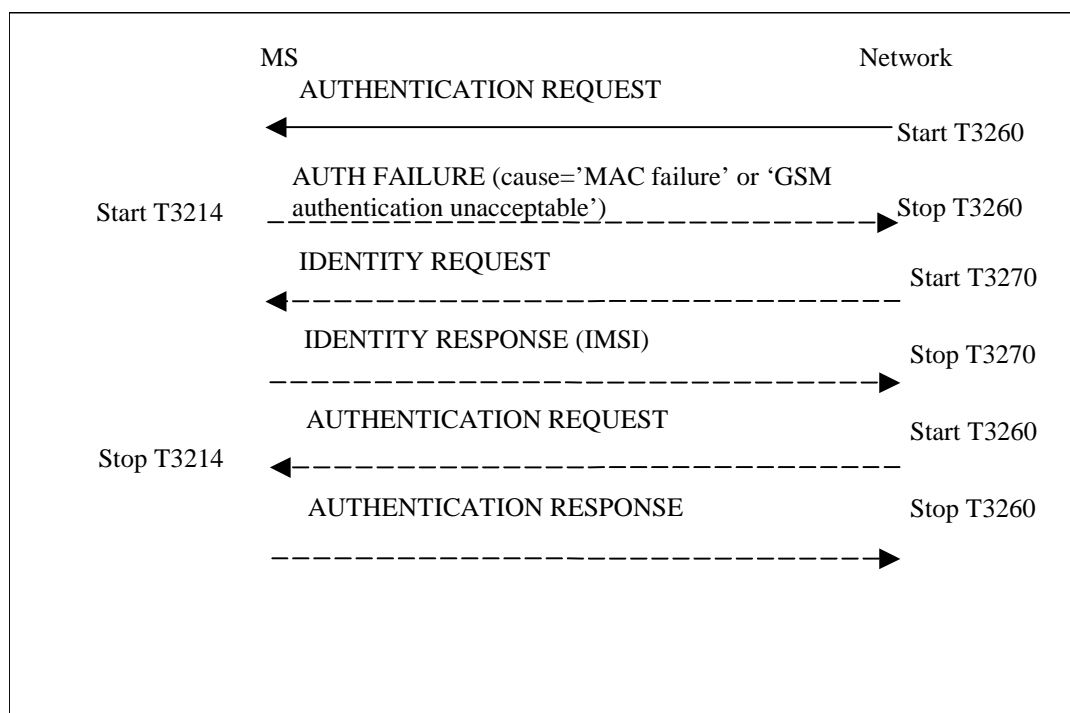 MS Network
AUTHENTICATION REQUEST
Start T3260
AUTH FAILURE (cause=’MAC failure’ or ‘GSM
authentication unacceptable’)
Start T3214
Stop T3260
IDENTITY REQUEST
Start T3270
IDENTITY RESPONSE (IMSI)
Stop T3270
AUTHENTICATION REQUEST
Start T3260
Stop T3214
AUTHENTICATION RESPONSE
Stop T3260